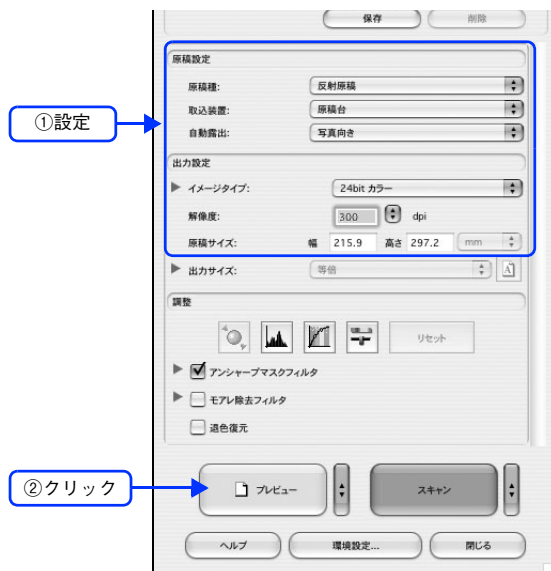 保存 削除
原稿設定
原稿種: 反射原稿
取込装置: 原稿台
自動露出: 写真向き
①設定
出力設定
イメージタイプ: 24bit カラー
解像度: 300 dpi
原稿サイズ: 幅 215.9 高さ 297.2 mm
出力サイズ: 等倍 A
調整
リセット
アンシャープマスクフィルタ
モアレ除去フィルタ
退色復元
②クリック
プレビュー スキャン
ヘルプ 環境設定... 閉じる